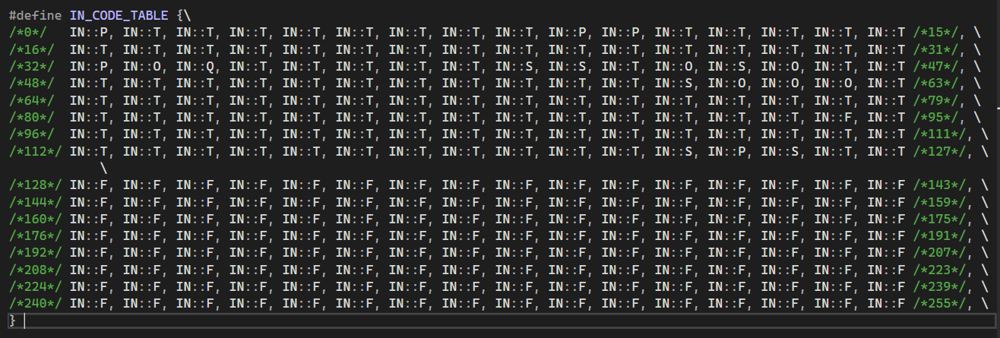 #define IN_CODE_TABLE {\
/*0*/   IN::P, IN::T, IN::T, IN::T, IN::T, IN::T, IN::T, IN::T, IN::T, IN::P, IN::P, IN::T, IN::T, IN::T, IN::T, IN::T /*15*/, \
/*16*/  IN::T, IN::T, IN::T, IN::T, IN::T, IN::T, IN::T, IN::T, IN::T, IN::T, IN::T, IN::T, IN::T, IN::T, IN::T, IN::T /*31*/, \
/*32*/  IN::P, IN::O, IN::Q, IN::T, IN::T, IN::T, IN::T, IN::T, IN::S, IN::S, IN::T, IN::O, IN::S, IN::O, IN::T, IN::T /*47*/, \
/*48*/  IN::T, IN::T, IN::T, IN::T, IN::T, IN::T, IN::T, IN::T, IN::T, IN::T, IN::T, IN::S, IN::O, IN::O, IN::O, IN::T /*63*/, \
/*64*/  IN::T, IN::T, IN::T, IN::T, IN::T, IN::T, IN::T, IN::T, IN::T, IN::T, IN::T, IN::T, IN::T, IN::T, IN::T, IN::T /*79*/, \
/*80*/  IN::T, IN::T, IN::T, IN::T, IN::T, IN::T, IN::T, IN::T, IN::T, IN::T, IN::T, IN::T, IN::T, IN::T, IN::F, IN::T /*95*/, \
/*96*/  IN::T, IN::T, IN::T, IN::T, IN::T, IN::T, IN::T, IN::T, IN::T, IN::T, IN::T, IN::T, IN::T, IN::T, IN::T, IN::T /*111*/, \
/*112*/ IN::T, IN::T, IN::T, IN::T, IN::T, IN::T, IN::T, IN::T, IN::T, IN::T, IN::T, IN::S, IN::P, IN::S, IN::T, IN::T /*127*/, \
            \
/*128*/ IN::F, IN::F, IN::F, IN::F, IN::F, IN::F, IN::F, IN::F, IN::F, IN::F, IN::F, IN::F, IN::F, IN::F, IN::F, IN::F /*143*/, \
/*144*/ IN::F, IN::F, IN::F, IN::F, IN::F, IN::F, IN::F, IN::F, IN::F, IN::F, IN::F, IN::F, IN::F, IN::F, IN::F, IN::F /*159*/, \
/*160*/ IN::F, IN::F, IN::F, IN::F, IN::F, IN::F, IN::F, IN::F, IN::F, IN::F, IN::F, IN::F, IN::F, IN::F, IN::F, IN::F /*175*/, \
/*176*/ IN::F, IN::F, IN::F, IN::F, IN::F, IN::F, IN::F, IN::F, IN::F, IN::F, IN::F, IN::F, IN::F, IN::F, IN::F, IN::F /*191*/, \
/*192*/ IN::F, IN::F, IN::F, IN::F, IN::F, IN::F, IN::F, IN::F, IN::F, IN::F, IN::F, IN::F, IN::F, IN::F, IN::F, IN::F /*207*/, \
/*208*/ IN::F, IN::F, IN::F, IN::F, IN::F, IN::F, IN::F, IN::F, IN::F, IN::F, IN::F, IN::F, IN::F, IN::F, IN::F, IN::F /*223*/, \
/*224*/ IN::F, IN::F, IN::F, IN::F, IN::F, IN::F, IN::F, IN::F, IN::F, IN::F, IN::F, IN::F, IN::F, IN::F, IN::F, IN::F /*239*/, \
/*240*/ IN::F, IN::F, IN::F, IN::F, IN::F, IN::F, IN::F, IN::F, IN::F, IN::F, IN::F, IN::F, IN::F, IN::F, IN::F, IN::F /*255*/, \
}